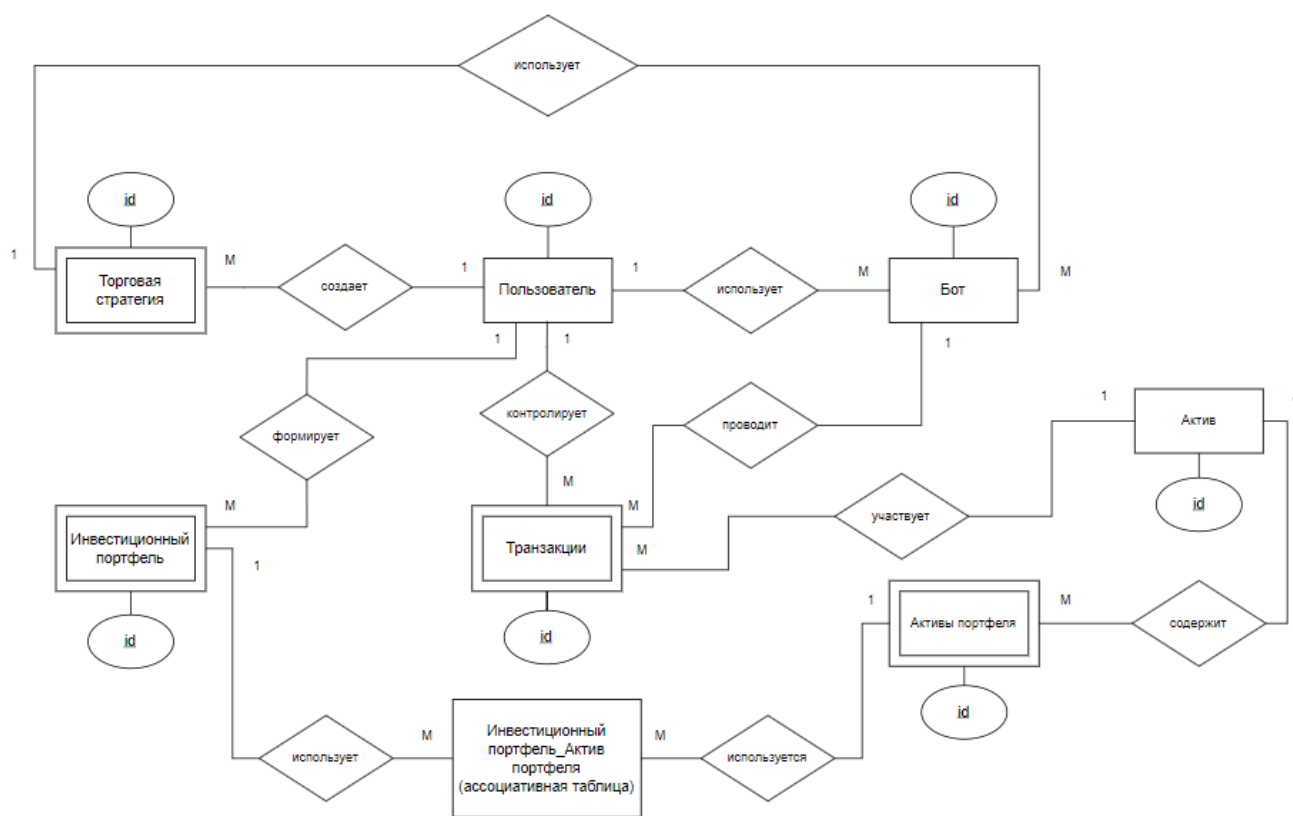 использует
id
id
id
1
М
1
1
М
М
Торговая
стратегия
создает
Пользователь
использует
Бот
1
1
1
формирует
контролирует
проводит
1
Актив
М
М
М
М
участвует
id
Инвестиционный
портфель
1
Транзакции
id
id
1
Активы портфеля
М
содержит
id
использует
М
Инвестиционный
портфель_Актив
портфеля
(ассоциативная таблица)
М
используется